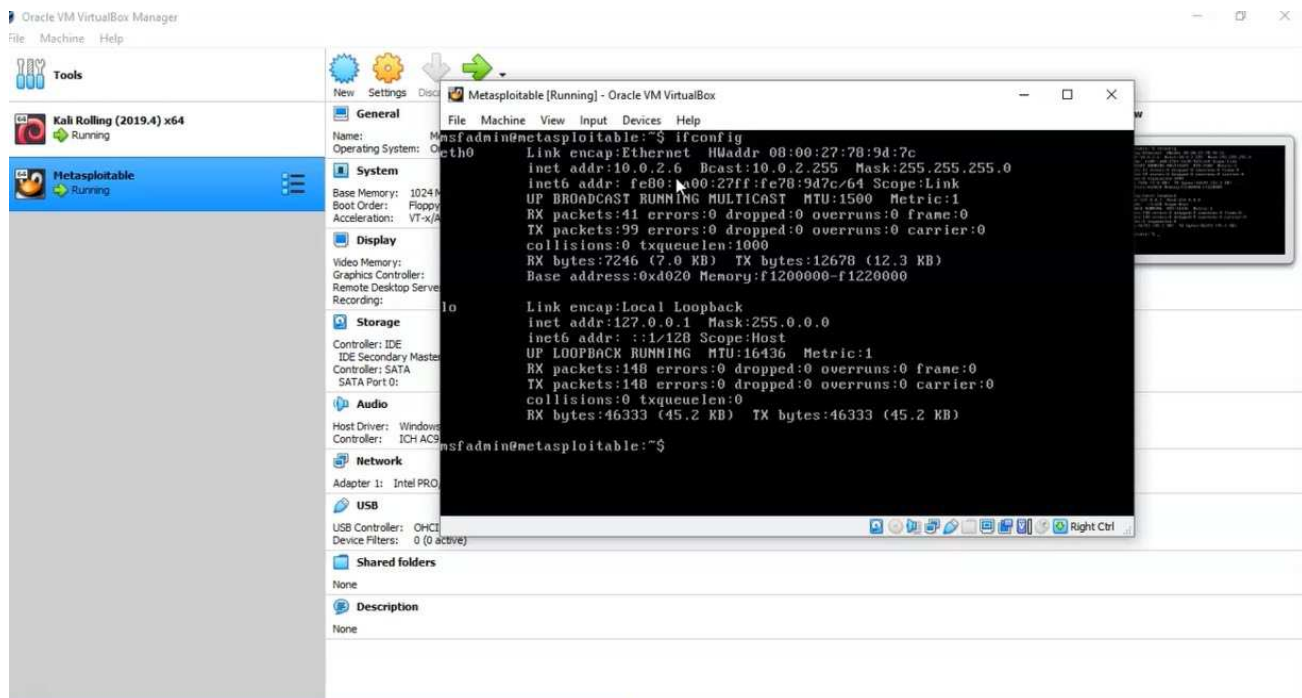 Oracle VM VirtualBox Manager
File Machine Help
Tools
Kali Rolling (2019.4) x64
Running
Metasploitable
Running
New Settings
General
Name:
Operating System:
System
Base Memory: 1024
Boot Order: Floppy
Acceleration: VT-x/A
Display
Video Memory:
Graphics Controller:
Remote Desktop Serve
Recording:
Storage
Controller: IDE
IDE Secondary Master
Controller: SATA
SATA Port 0:
Audio
Host Driver: Windows
Controller: ICH AC9
Network
Adapter 1: Intel PRO
USB
USB Controller: OHCI
Device Filters: 0 (0 active)
Shared folders
None
Description
None
Metasploitable [Running] - Oracle VM VirtualBox
File Machine View Input Devices Help
msfadmin@metasploitable:~$ ifconfig
eth0 Link encap:Ethernet HWaddr 08:00:27:78:9d:7c
inet addr:10.0.2.6 Bcast:10.0.2.255 Mask:255.255.255.0
inet6 addr: fe80::a00:27ff:fe78:9d7c/64 Scope:Link
UP BROADCAST RUNNING MULTICAST MTU:1500 Metric:1
RX packets:41 errors:0 dropped:0 overruns:0 frame:0
TX packets:99 errors:0 dropped:0 overruns:0 carrier:0
collisions:0 txqueuelen:1000
RX bytes:7246 (7.0 KB) TX bytes:12678 (12.3 KB)
Base address:0xd020 Memory:f1200000-f1220000
lo Link encap:Local Loopback
inet addr:127.0.0.1 Mask:255.0.0.0
inet6 addr: ::1/128 Scope:Host
UP LOOPBACK RUNNING MTU:16436 Metric:1
RX packets:148 errors:0 dropped:0 overruns:0 frame:0
TX packets:148 errors:0 dropped:0 overruns:0 carrier:0
collisions:0 txqueuelen:0
RX bytes:46333 (45.2 KB) TX bytes:46333 (45.2 KB)
msfadmin@metasploitable:~$
Right Ctrl